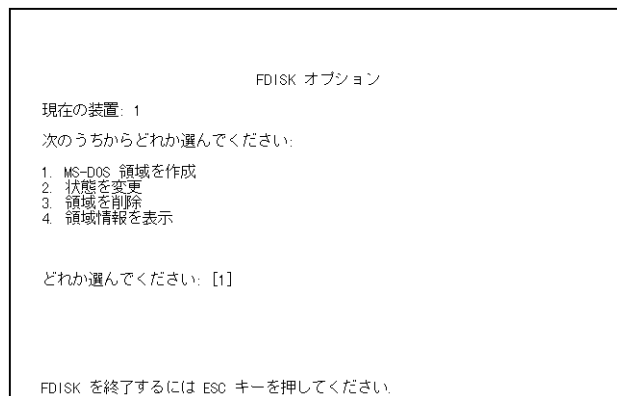 FDISK オプション
現在の装置: 1
次のうちからどれか選んでください:
1. MS-DOS 領域を作成
2. 状態を変更
3. 領域を削除
4. 領域情報を表示
どれか選んでください: [1]
FDISK を終了するには ESC キーを押してください.